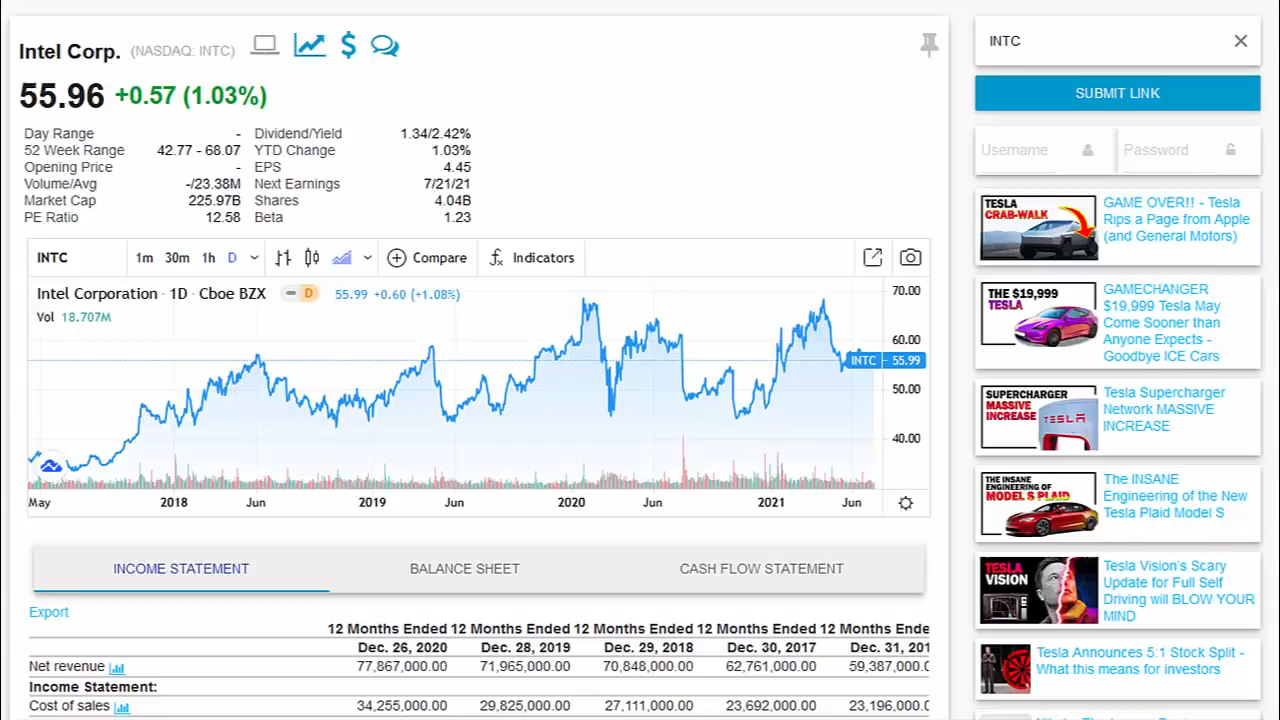 Intel Corp. (NASDAQ: INTC)
55.96 +0.57 (1.03%)
Day Range - Dividend/Yield 1.34/2.42%
52 Week Range 42.77 - 68.07 YTD Change 1.03%
Opening Price - EPS 4.45
Volume/Avg -/23.38M Next Earnings 7/21/21
Market Cap 225.97B Shares 4.04B
PE Ratio 12.58 Beta 1.23
INTC 1m 30m 1h D Compare Indicators
Intel Corporation · 1D · Cboe BZX D 55.99 +0.60 (+1.08%)
Vol 18.707M
70.00
60.00
INTC 55.99
50.00
40.00
May 2018 Jun 2019 Jun 2020 Jun 2021 Jun
INCOME STATEMENT BALANCE SHEET CASH FLOW STATEMENT
Export
12 Months Ended 12 Months Ended 12 Months Ended 12 Months Ended 12 Months Ende
Dec. 26, 2020 Dec. 28, 2019 Dec. 29, 2018 Dec. 30, 2017 Dec. 31, 201
Net revenue 77,867,000.00 71,965,000.00 70,848,000.00 62,761,000.00 59,387,000.0
Income Statement:
Cost of sales 34,255,000.00 29,825,000.00 27,111,000.00 23,692,000.00 23,196,000.0
INTC
SUBMIT LINK
Username Password
TESLA
CRAB-WALK
GAME OVER!! - Tesla
Rips a Page from Apple
(and General Motors)
THE $19,999
TESLA
GAMECHANGER
$19,999 Tesla May
Come Sooner than
Anyone Expects -
Goodbye ICE Cars
SUPERCHARGER
MASSIVE
INCREASE
TESLA
Tesla Supercharger
Network MASSIVE
INCREASE
THE INSANE
ENGINEERING OF THE
MODEL S PLAID
The INSANE
Engineering of the New
Tesla Plaid Model S
TESLA
VISION
Tesla Vision's Scary
Update for Full Self
Driving will BLOW YOUR
MIND
Tesla Announces 5:1 Stock Split -
What this means for investors